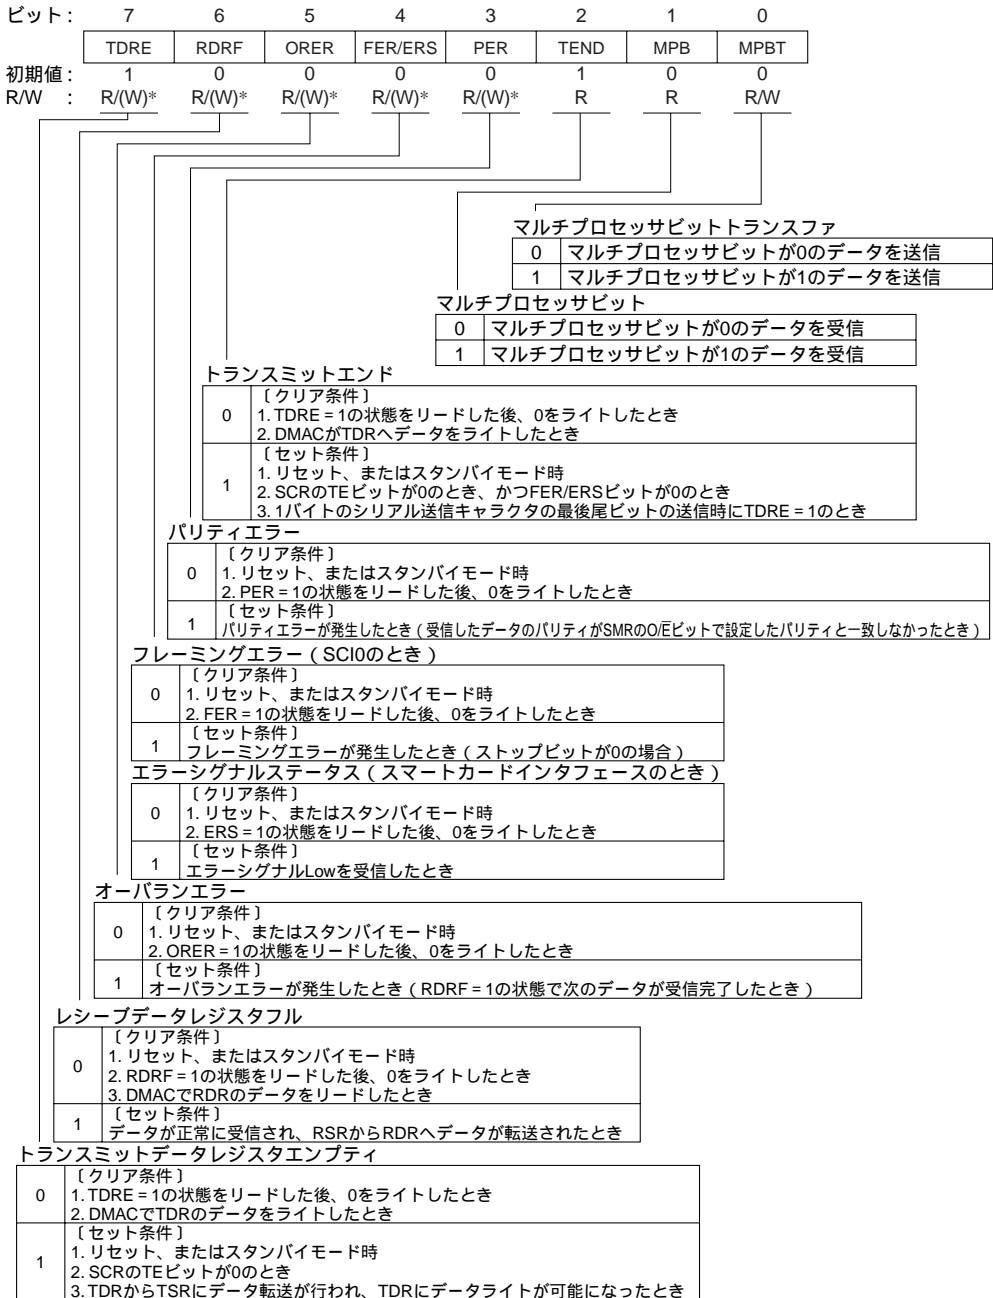 ビット: 7 6 5 4 3 2 1 0
TDRE RDRF ORER FER/ERS PER TEND MPB MPBT
初期値: 1 0 0 0 0 1 0 0
R/W : R/(W)* R/(W)* R/(W)* R/(W)* R/(W)* R R R/W
マルチプロセッサビットトランスファ
0 マルチプロセッサビットが0のデータを送信
1 マルチプロセッサビットが1のデータを送信
マルチプロセッサビット
0 マルチプロセッサビットが0のデータを受信
1 マルチプロセッサビットが1のデータを受信
トランスミットエンド
〔クリア条件〕
0 1. TDRE = 1の状態をリードした後、0をライトしたとき
2. DMACがTDRへデータをライトしたとき
〔セット条件〕
1. リセット、またはスタンバイモード時
1 2. SCRのTEビットが0のとき、かつFER/ERSビットが0のとき
3. 1バイトのシリアル送信キャラクタの最後尾ビットの送信時にTDRE = 1のとき
パリティエラー
〔クリア条件〕
0 1. リセット、またはスタンバイモード時
2. PER = 1の状態をリードした後、0をライトしたとき
〔セット条件〕
1 パリティエラーが発生したとき(受信したデータのパリティがSMRのO/E̅ビットで設定したパリティと一致しなかったとき)
フレーミングエラー(SCI0のとき)
〔クリア条件〕
0 1. リセット、またはスタンバイモード時
2. FER = 1の状態をリードした後、0をライトしたとき
〔セット条件〕
1 フレーミングエラーが発生したとき(ストップビットが0の場合)
エラーシグナルステータス(スマートカードインタフェースのとき)
〔クリア条件〕
0 1. リセット、またはスタンバイモード時
2. ERS = 1の状態をリードした後、0をライトしたとき
〔セット条件〕
1 エラーシグナルLowを受信したとき
オーバランエラー
〔クリア条件〕
0 1. リセット、またはスタンバイモード時
2. ORER = 1の状態をリードした後、0をライトしたとき
〔セット条件〕
1 オーバランエラーが発生したとき(RDRF = 1の状態で次のデータが受信完了したとき)
レシーブデータレジスタフル
〔クリア条件〕
1. リセット、またはスタンバイモード時
0 2. RDRF = 1の状態をリードした後、0をライトしたとき
3. DMACでRDRのデータをリードしたとき
〔セット条件〕
1 データが正常に受信され、RSRからRDRへデータが転送されたとき
トランスミットデータレジスタエンプティ
〔クリア条件〕
0 1. TDRE = 1の状態をリードした後、0をライトしたとき
2. DMACでTDRのデータをライトしたとき
〔セット条件〕
1. リセット、またはスタンバイモード時
1 2. SCRのTEビットが0のとき
3. TDRからTSRにデータ転送が行われ、TDRにデータライトが可能になったとき